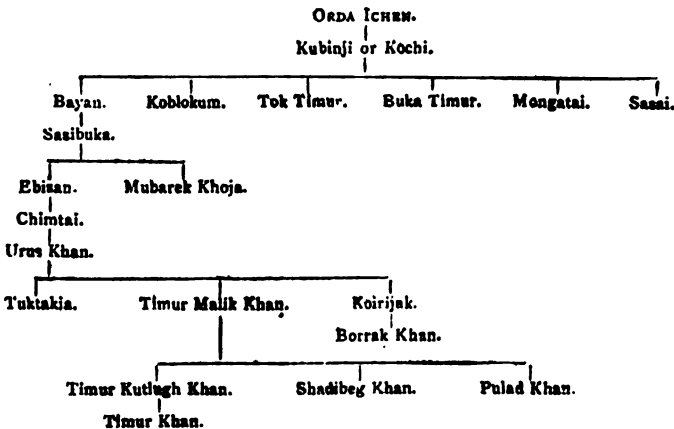 ORDA ICHEN.
Kubinji or Kochi.
Bayan. Koblokum. Tok Timur. Buka Timur. Mongatai. Sasai.
Sasibuka.
Ebisan. Mubarek Khoja.
Chimtai.
Urus Khan.
Tuktakia. Timur Malik Khan. Koirijak.
Borrak Khan.
Timur Kutlugh Khan. Shadibeg Khan. Pulad Khan.
Timur Khan.